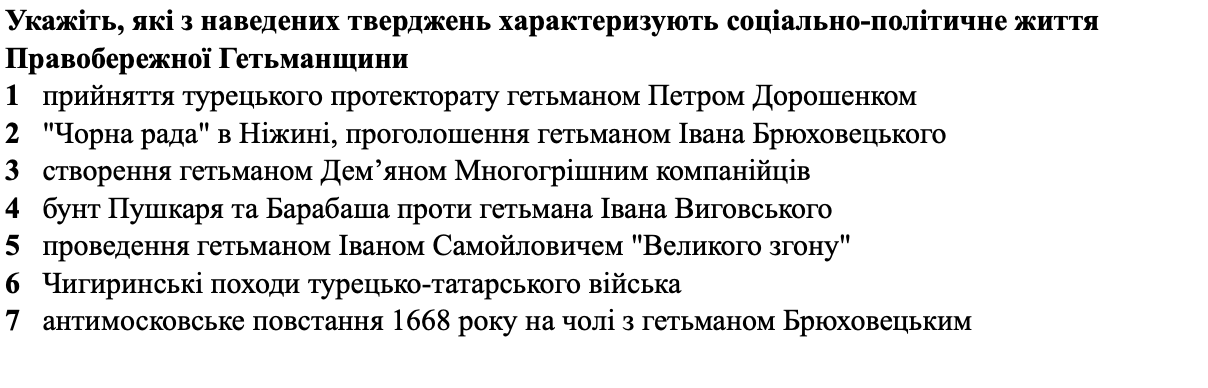 Укажіть, які з наведених тверджень характеризують соціально-політичне життя
Правобережної Гетьманщини
1 прийняття турецького протекторату гетьманом Петром Дорошенком
2 "Чорна рада" в Ніжині, проголошення гетьманом Івана Брюховецького
3 створення гетьманом Дем’яном Многогрішним компанійців
4 бунт Пушкаря та Барабаша проти гетьмана Івана Виговського
5 проведення гетьманом Іваном Самойловичем "Великого згону"
6 Чигиринські походи турецько-татарського війська
7 антимосковське повстання 1668 року на чолі з гетьманом Брюховецьким